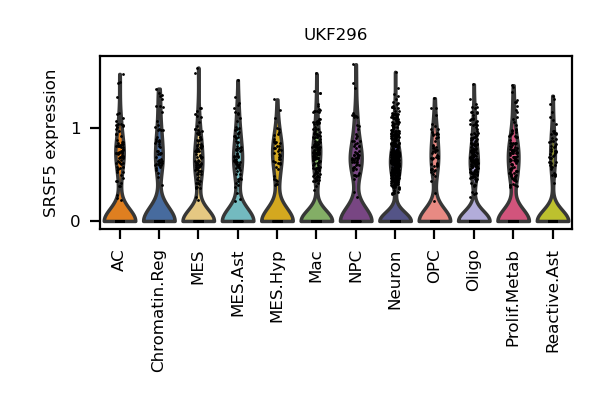 UKF296
SRSF5 expression
1
0
AC
Chromatin.Reg
MES
MES.Ast
MES.Hyp
Mac
NPC
Neuron
OPC
Oligo
Prolif.Metab
Reactive.Ast